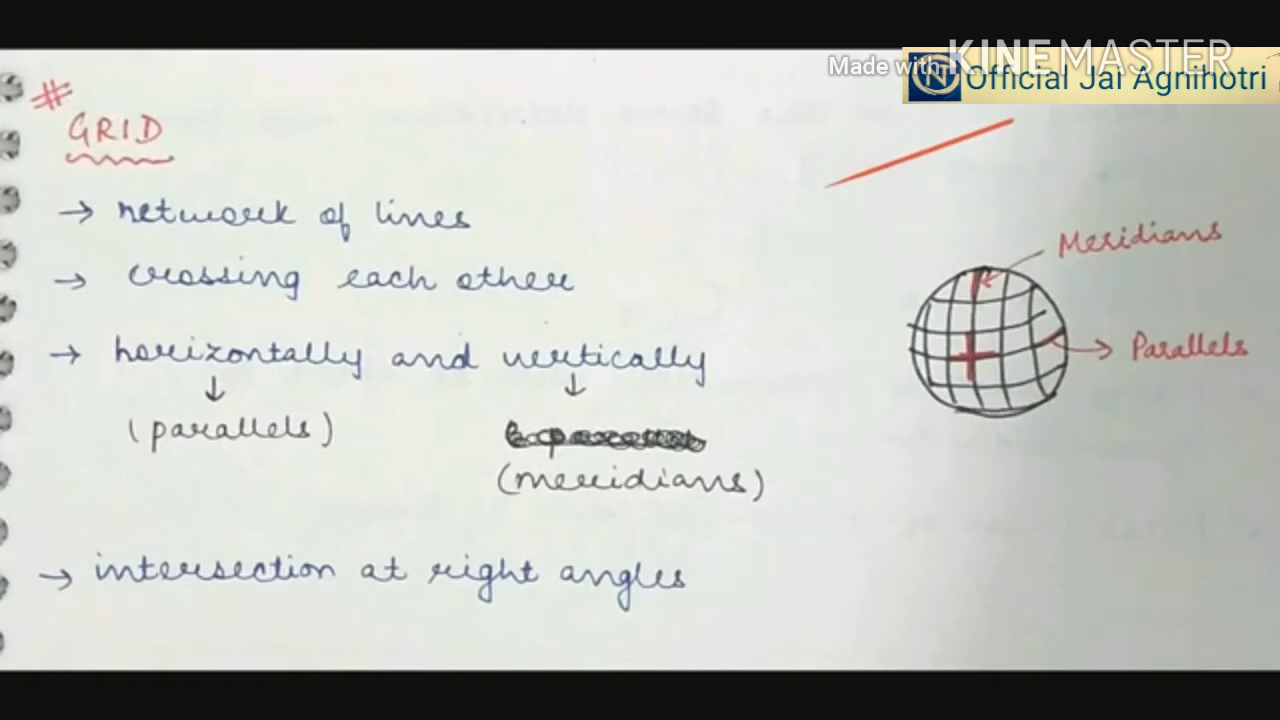 Made with KINEMASTER
Official Jai Agnihotri
#
GRID
→ network of lines
→ crossing each other
→ horizontally and vertically
↓ ↓
(parallels)
(meridians)
→ intersection at right angles
Meridians
Parallels